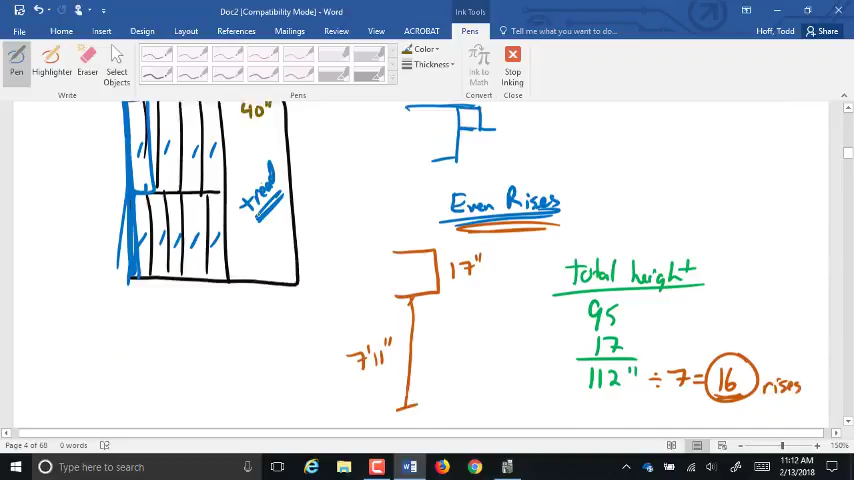 Doc2 [Compatibility Mode] - Word
Ink Tools
Hoff, Todd
File Home Insert Design Layout References Mailings Review View ACROBAT Pens Tell me what you want to do... Share
Pen Highlighter Eraser Select Objects
Color
Thickness
Ink to Math
Stop Inking
Write Pens Convert Close
40"
tread
Even Rises
17"
7'11"
total height
95
17
112" ÷ 7 = 16 rises
Page 4 of 68 0 words 150%
Type here to search
11:12 AM
2/13/2018